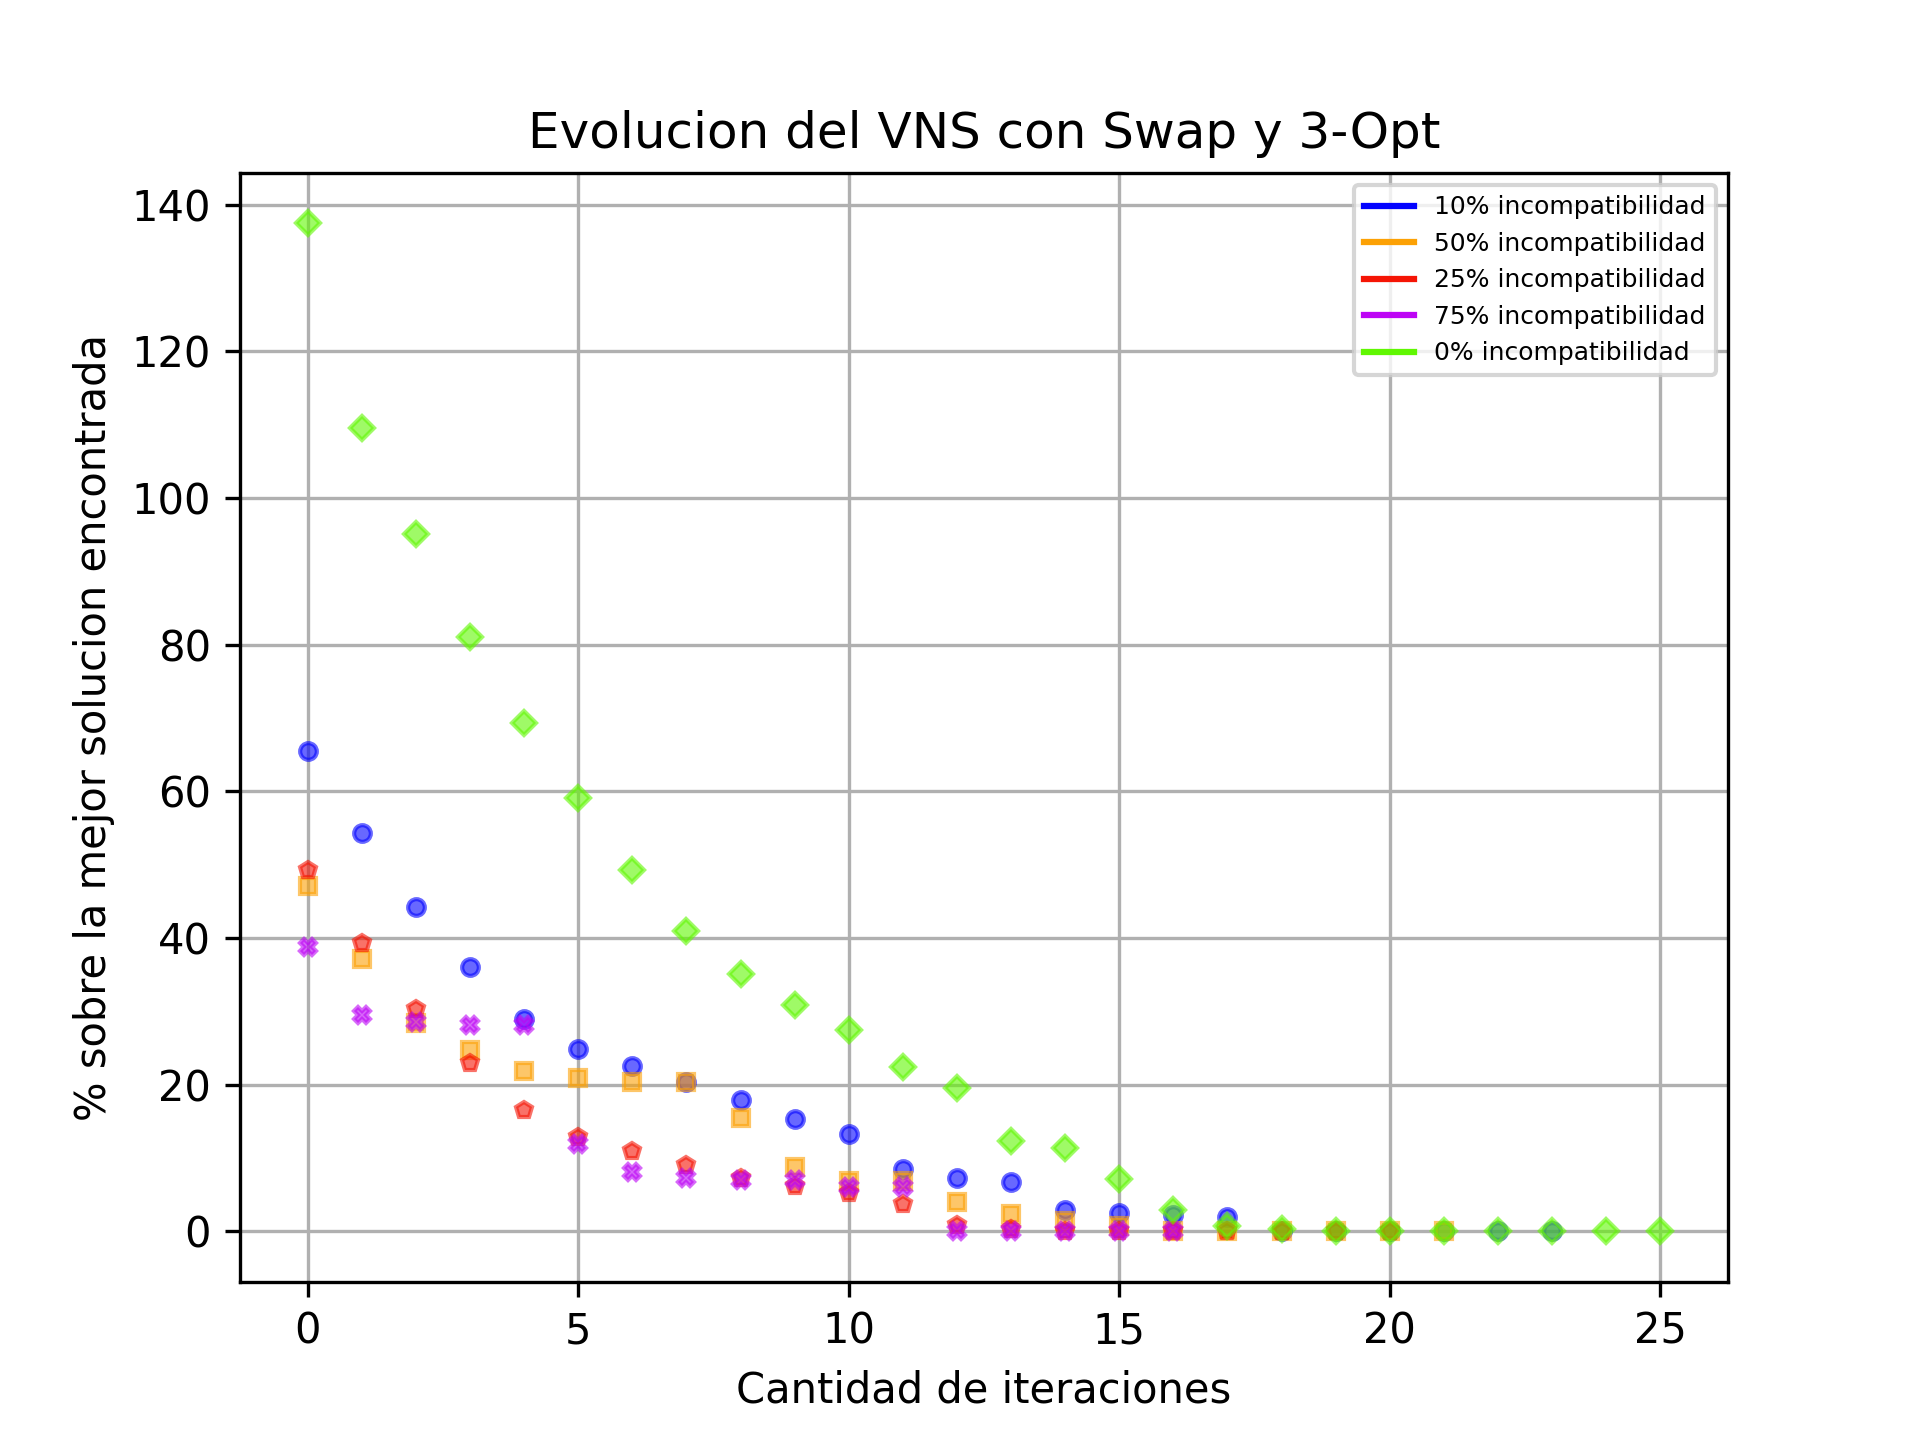 Evolucion del VNS con Swap y 3-Opt
% sobre la mejor solucion encontrada
140
120
100
80
60
40
20
0
10% incompatibilidad
50% incompatibilidad
25% incompatibilidad
75% incompatibilidad
0% incompatibilidad
0 5 10 15 20 25
Cantidad de iteraciones